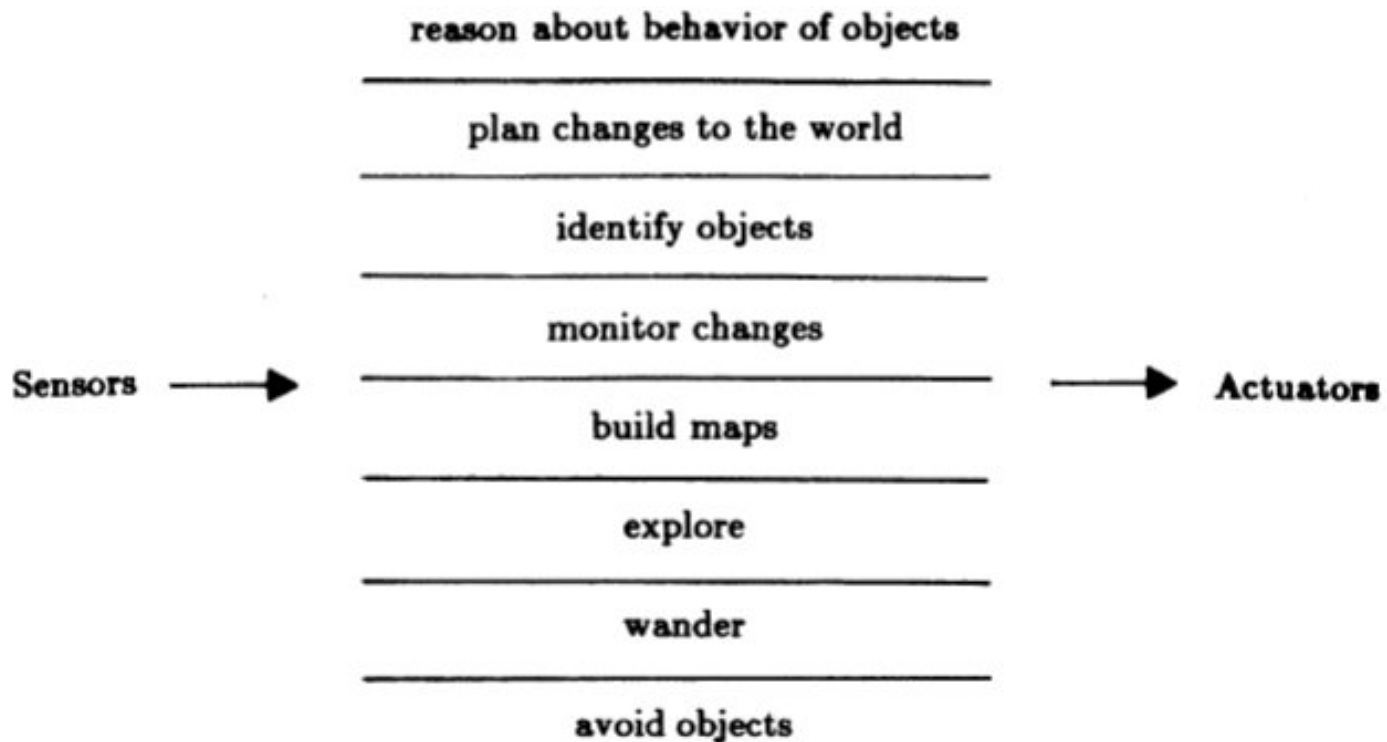 reason about behavior of objects
plan changes to the world
identify objects
monitor changes
Sensors
Actuators
build maps
explore
wander
avoid objects